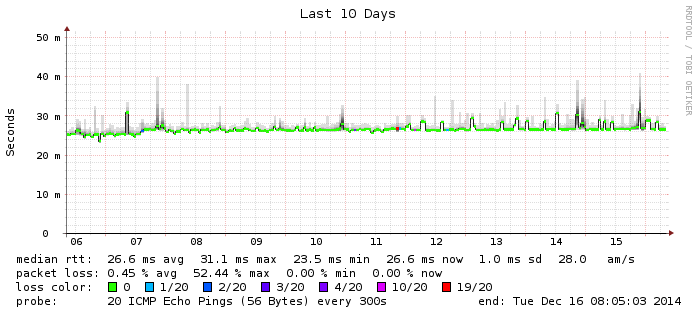 Last 10 Days
RRDTOOL / TOBI OETIKER
Seconds
50 m
40 m
30 m
20 m
10 m
0
06 07 08 09 10 11 12 13 14 15
median rtt: 26.6 ms avg 31.1 ms max 23.5 ms min 26.6 ms now 1.0 ms sd 28.0 am/s
packet loss: 0.45 % avg 52.44 % max 0.00 % min 0.00 % now
loss color: 0 1/20 2/20 3/20 4/20 10/20 19/20
probe: 20 ICMP Echo Pings (56 Bytes) every 300s end: Tue Dec 16 08:05:03 2014